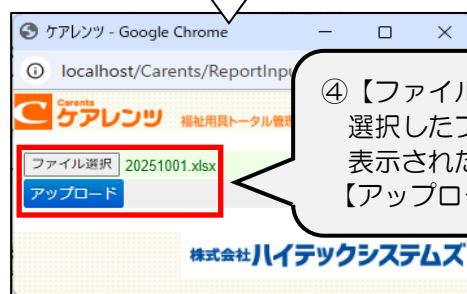 ケアレンツ - Google Chrome
localhost/Carents/ReportInpu
Carents
ケアレンツ 福祉用具トータル管理
ファイル選択 20251001.xlsx
アップロード
株式会社ハイテックシステムズ
④【ファイル
選択したフ
表示された
【アップロー